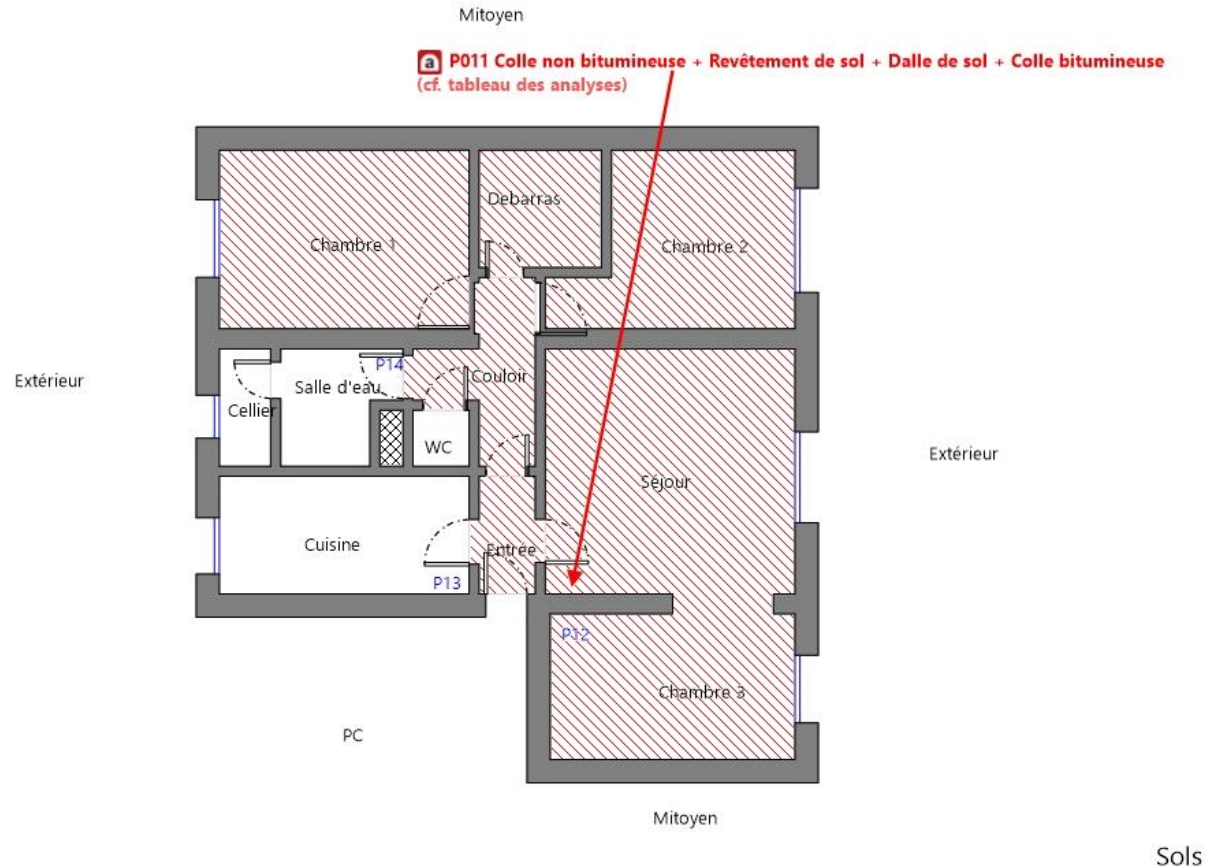 Mitoyen
a P011 Colle non bitumineuse + Revêtement de sol + Dalle de sol + Colle bitumineuse
(cf. tableau des analyses)
Debarras
Chambre 1
Chambre 2
P14
Couloir
Extérieur
Salle d'eau
Cellier
WC
Extérieur
Séjour
Cuisine
Entrée
P13
P12
Chambre 3
PC
Mitoyen
Sols